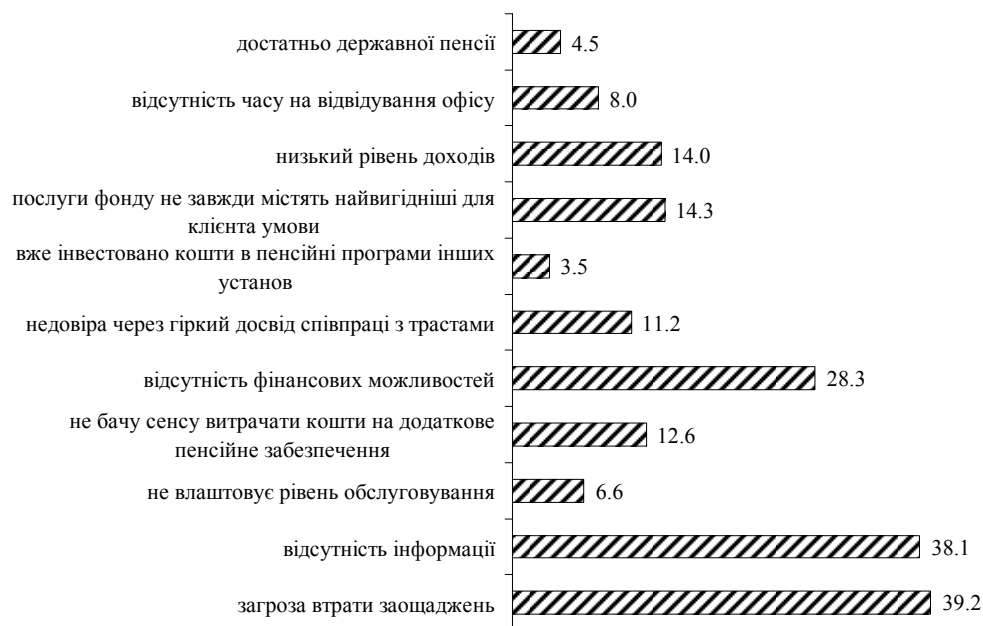 достатньо державної пенсії 4.5
відсутність часу на відвідування офісу 8.0
низький рівень доходів 14.0
послуги фонду не завжди містять найвигідніші для
клієнта умови 14.3
вже інвестовано кошти в пенсійні програми інших
установ 3.5
недовіра через гіркий досвід співпраці з трастами 11.2
відсутність фінансових можливостей 28.3
не бачу сенсу витрачати кошти на додаткове
пенсійне забезпечення 12.6
не влаштовує рівень обслуговування 6.6
відсутність інформації 38.1
загроза втрати заощаджень 39.2